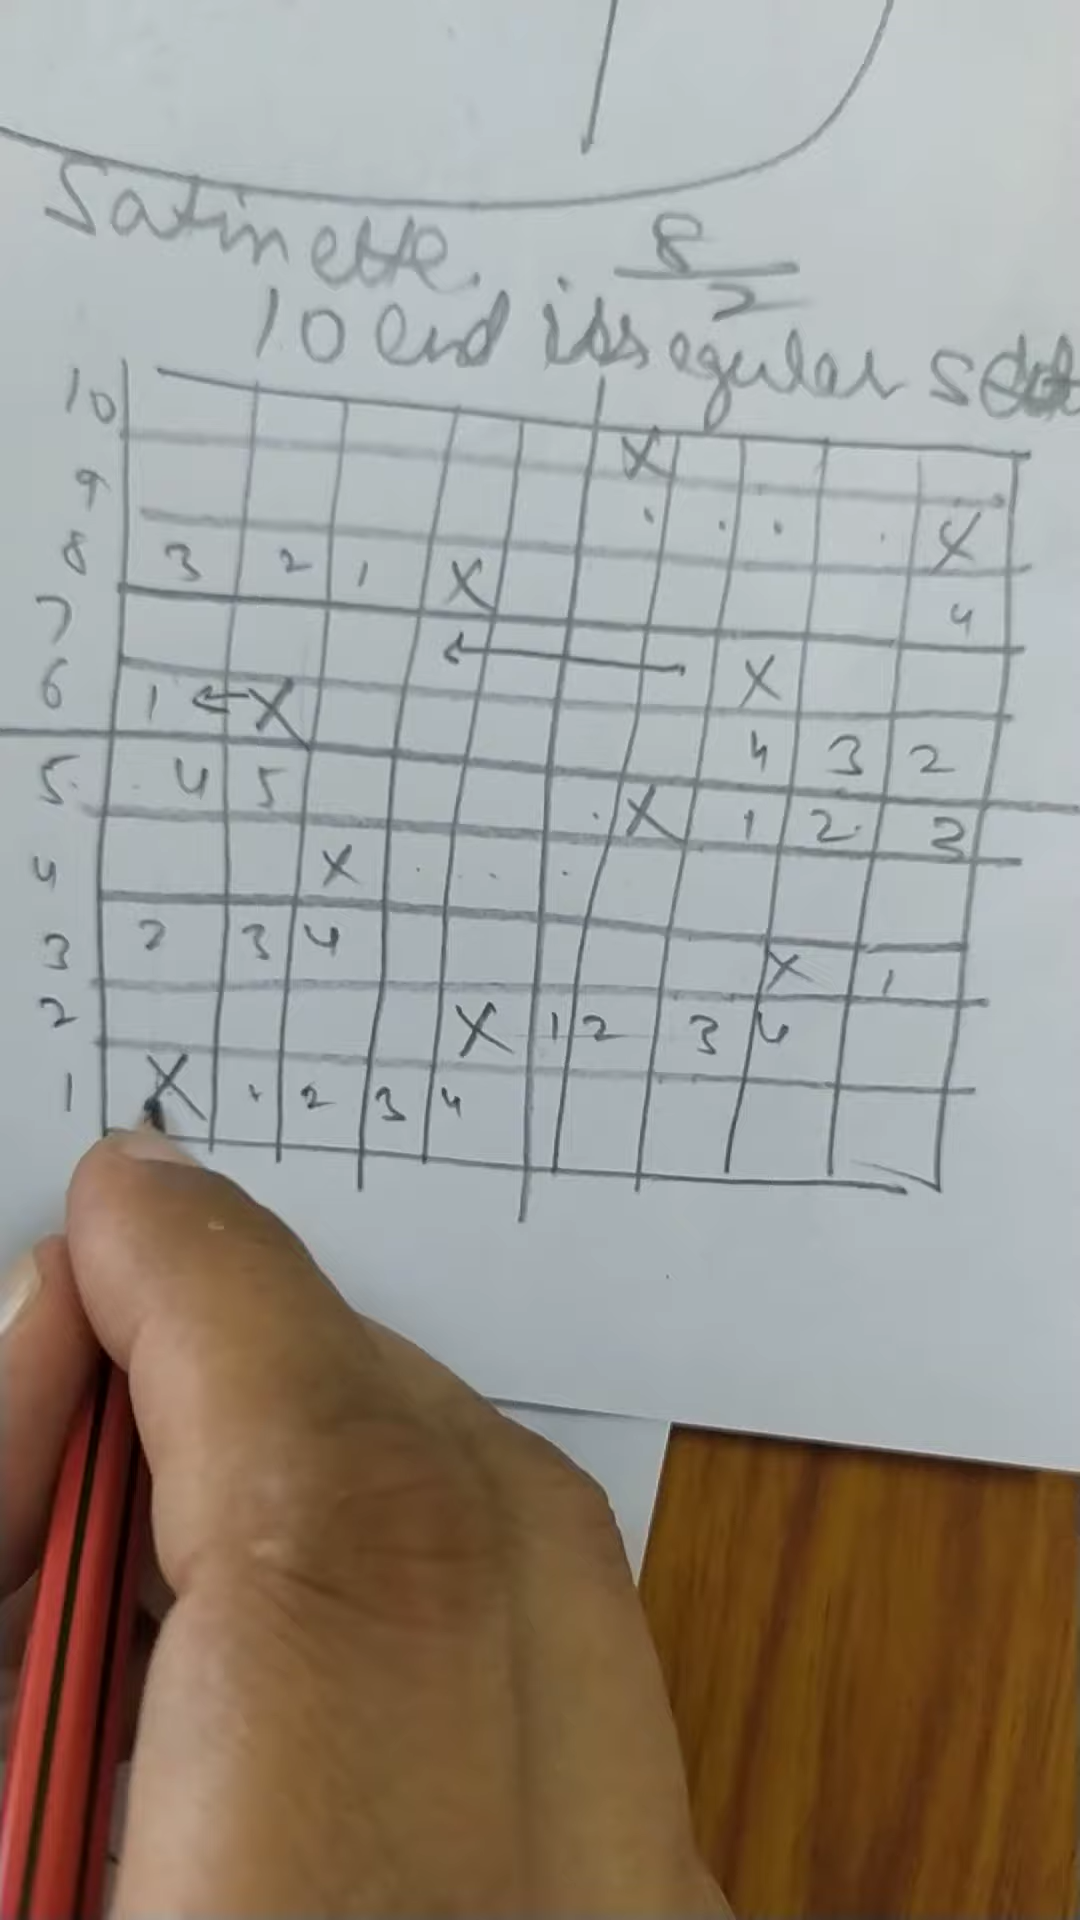 Satinette 8/2
10 end irregular
10 X
9 X
8 3 2 1 X 4
7 X
6 1 ← X 4 3 2
5 4 5 X 1 2 3
4 X
3 2 3 4 X 1
2 X 1 2 3 4
1 X 1 2 3 4